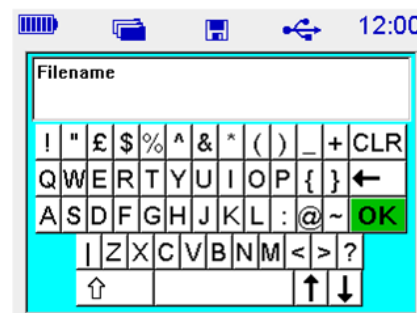 12:00
Filename
! " £ $ % ^ & * ( ) _ + CLR
Q W E R T Y U I O P { } ←
A S D F G H J K L : @ ~ OK
| Z X C V B N M < > ?
⇧ ↑ ↓